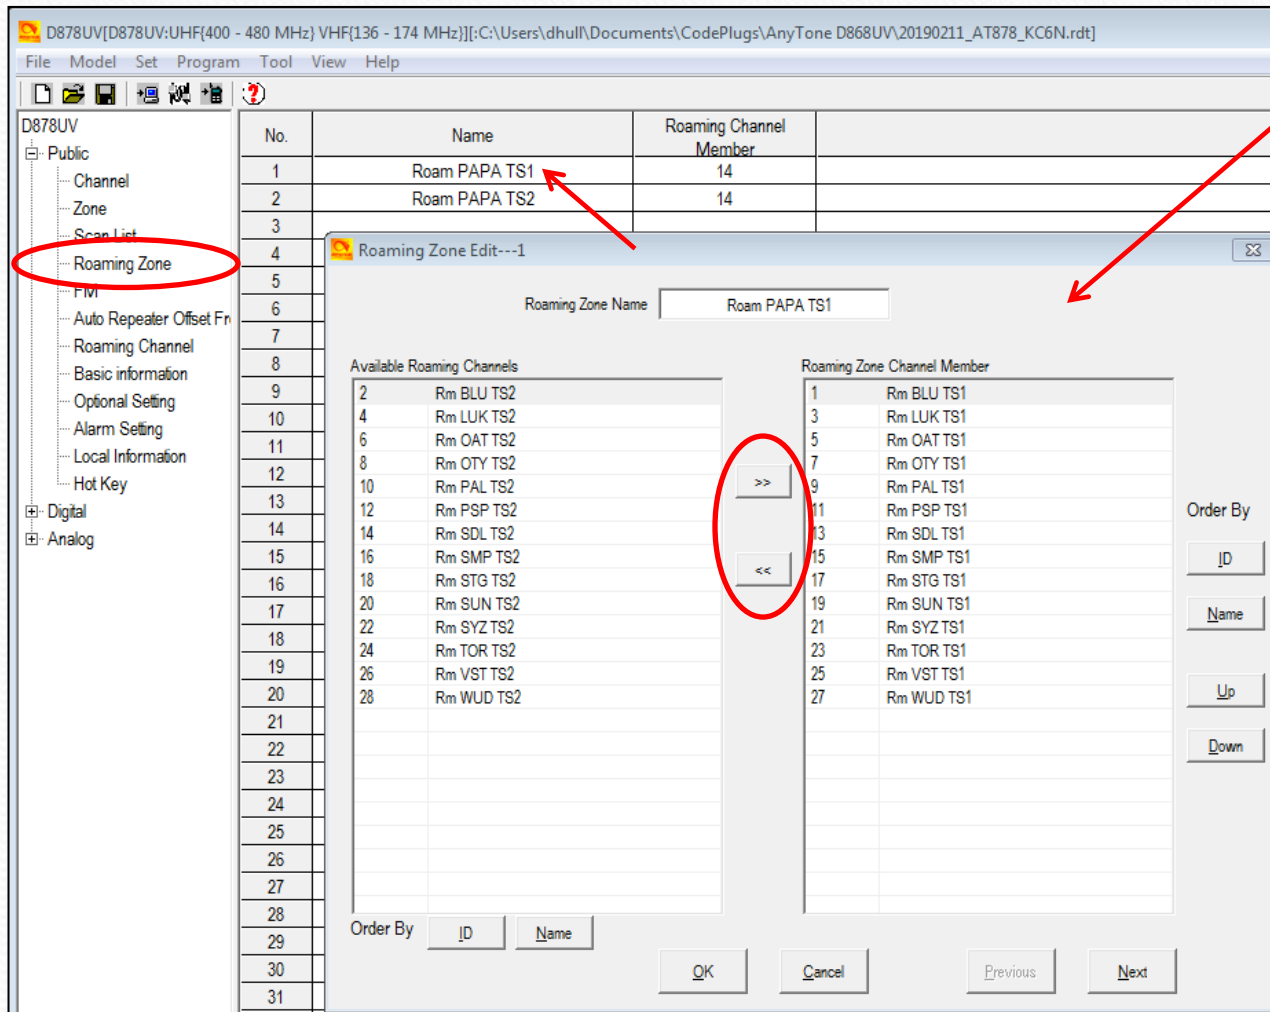 D878UV[D878UV:UHF{400 - 480 MHz} VHF{136 - 174 MHz}][:C:\Users\dhull\Documents\CodePlugs\AnyTone D868UV\20190211_AT878_KC6N.rdt]
File Model Set Program Tool View Help
D878UV
Public
Channel
Zone
Scan List
Roaming Zone
FM
Auto Repeater Offset Fr
Roaming Channel
Basic information
Optional Setting
Alarm Setting
Local Information
Hot Key
Digital
Analog
No. Name Roaming Channel Member
1 Roam PAPA TS1 14
2 Roam PAPA TS2 14
3
4
5
6
7
8
9
10
11
12
13
14
15
16
17
18
19
20
21
22
23
24
25
26
27
28
29
30
31
Roaming Zone Edit---1
Roaming Zone Name Roam PAPA TS1
Available Roaming Channels
2 Rm BLU TS2
4 Rm LUK TS2
6 Rm OAT TS2
8 Rm OTY TS2
10 Rm PAL TS2
12 Rm PSP TS2
14 Rm SDL TS2
16 Rm SMP TS2
18 Rm STG TS2
20 Rm SUN TS2
22 Rm SYZ TS2
24 Rm TOR TS2
26 Rm VST TS2
28 Rm WUD TS2
Order By ID Name
>>
<<
Roaming Zone Channel Member
1 Rm BLU TS1
3 Rm LUK TS1
5 Rm OAT TS1
7 Rm OTY TS1
9 Rm PAL TS1
11 Rm PSP TS1
13 Rm SDL TS1
15 Rm SMP TS1
17 Rm STG TS1
19 Rm SUN TS1
21 Rm SYZ TS1
23 Rm TOR TS1
25 Rm VST TS1
27 Rm WUD TS1
Order By
ID
Name
Up
Down
OK Cancel Previous Next